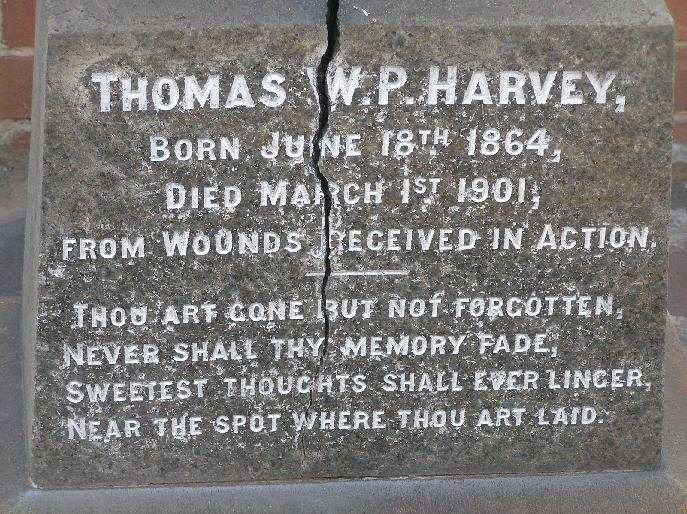 THOMAS W.P. HARVEY,
BORN JUNE 18TH 1864,
DIED MARCH 1ST 1901,
FROM WOUNDS RECEIVED IN ACTION.
THOU ART GONE BUT NOT FORGOTTEN,
NEVER SHALL THY MEMORY FADE,
SWEETEST THOUGHTS SHALL EVER LINGER,
NEAR THE SPOT WHERE THOU ART LAID.